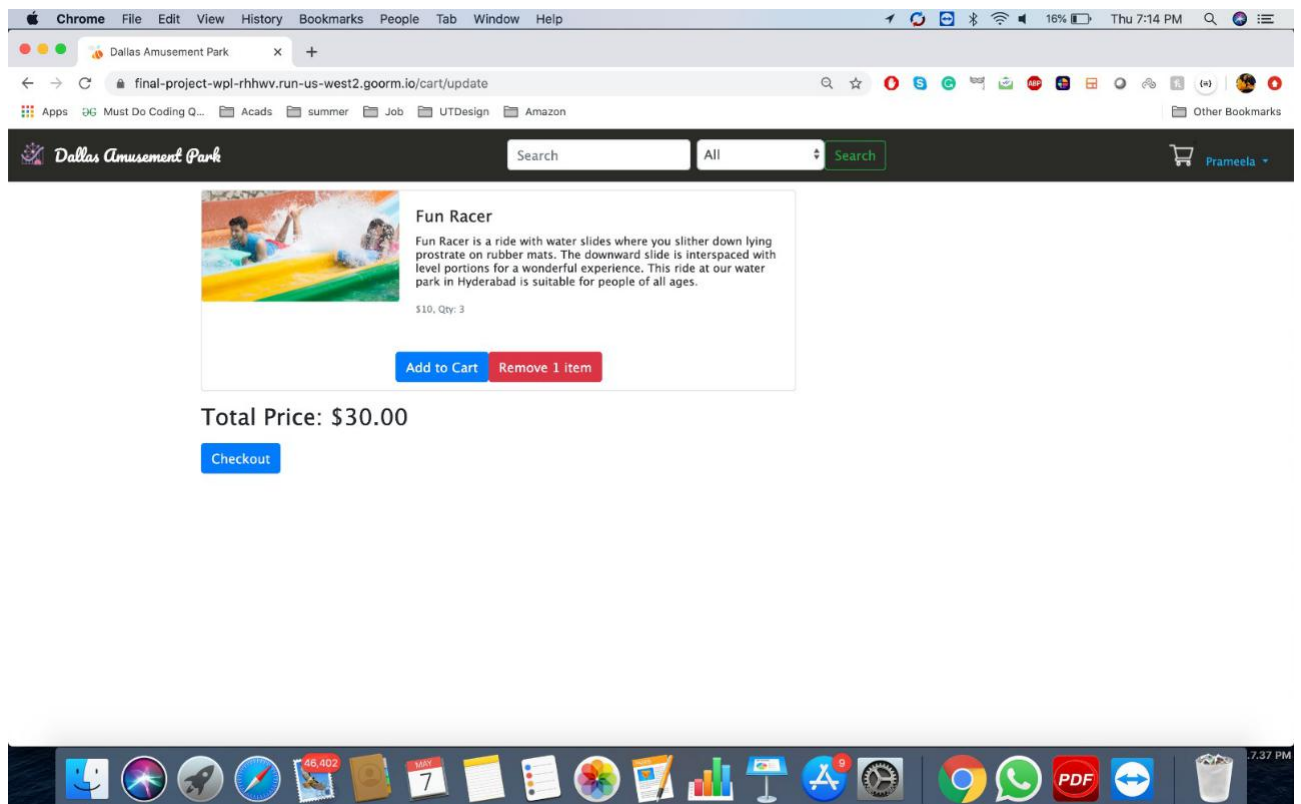 Chrome File Edit View History Bookmarks People Tab Window Help 16% Thu 7:14 PM
Dallas Amusement Park
final-project-wpl-rhhwv.run-us-west2.goorm.io/cart/update
Apps Must Do Coding Q... Acads summer Job UTDesign Amazon Other Bookmarks
Dallas Amusement Park Search All Search Prameela
Fun Racer
Fun Racer is a ride with water slides where you slither down lying
prostrate on rubber mats. The downward slide is interspaced with
level portions for a wonderful experience. This ride at our water
park in Hyderabad is suitable for people of all ages.
$10, Qty: 3
Add to Cart Remove 1 item
Total Price: $30.00
Checkout
46,402 MAY 7 9 PDF
.7.37 PM